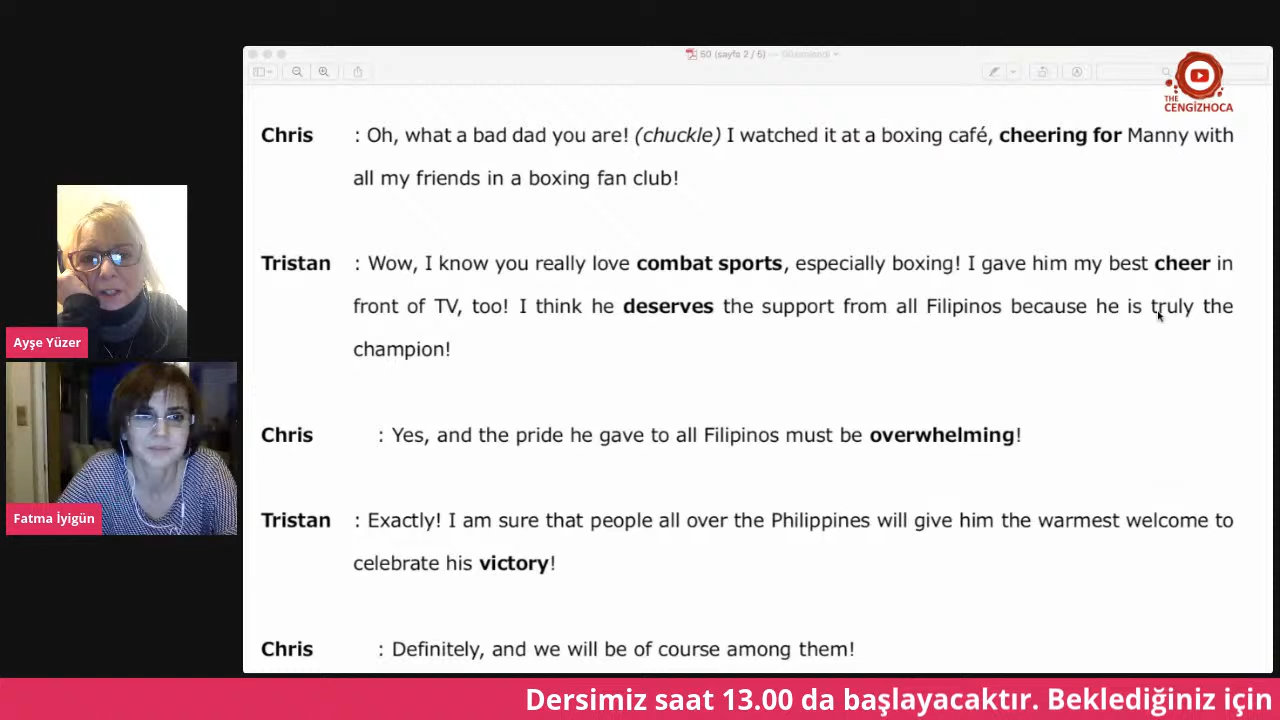 50 (sayfa 2 / 6)
THE
CENGİZHOCA
Chris : Oh, what a bad dad you are! (chuckle) I watched it at a boxing café, cheering for Manny with
all my friends in a boxing fan club!
Tristan : Wow, I know you really love combat sports, especially boxing! I gave him my best cheer in
front of TV, too! I think he deserves the support from all Filipinos because he is truly the
champion!
Chris : Yes, and the pride he gave to all Filipinos must be overwhelming!
Tristan : Exactly! I am sure that people all over the Philippines will give him the warmest welcome to
celebrate his victory!
Chris : Definitely, and we will be of course among them!
Ayşe Yüzer
Fatma İyigün
Dersimiz saat 13.00 da başlayacaktır. Beklediğiniz için